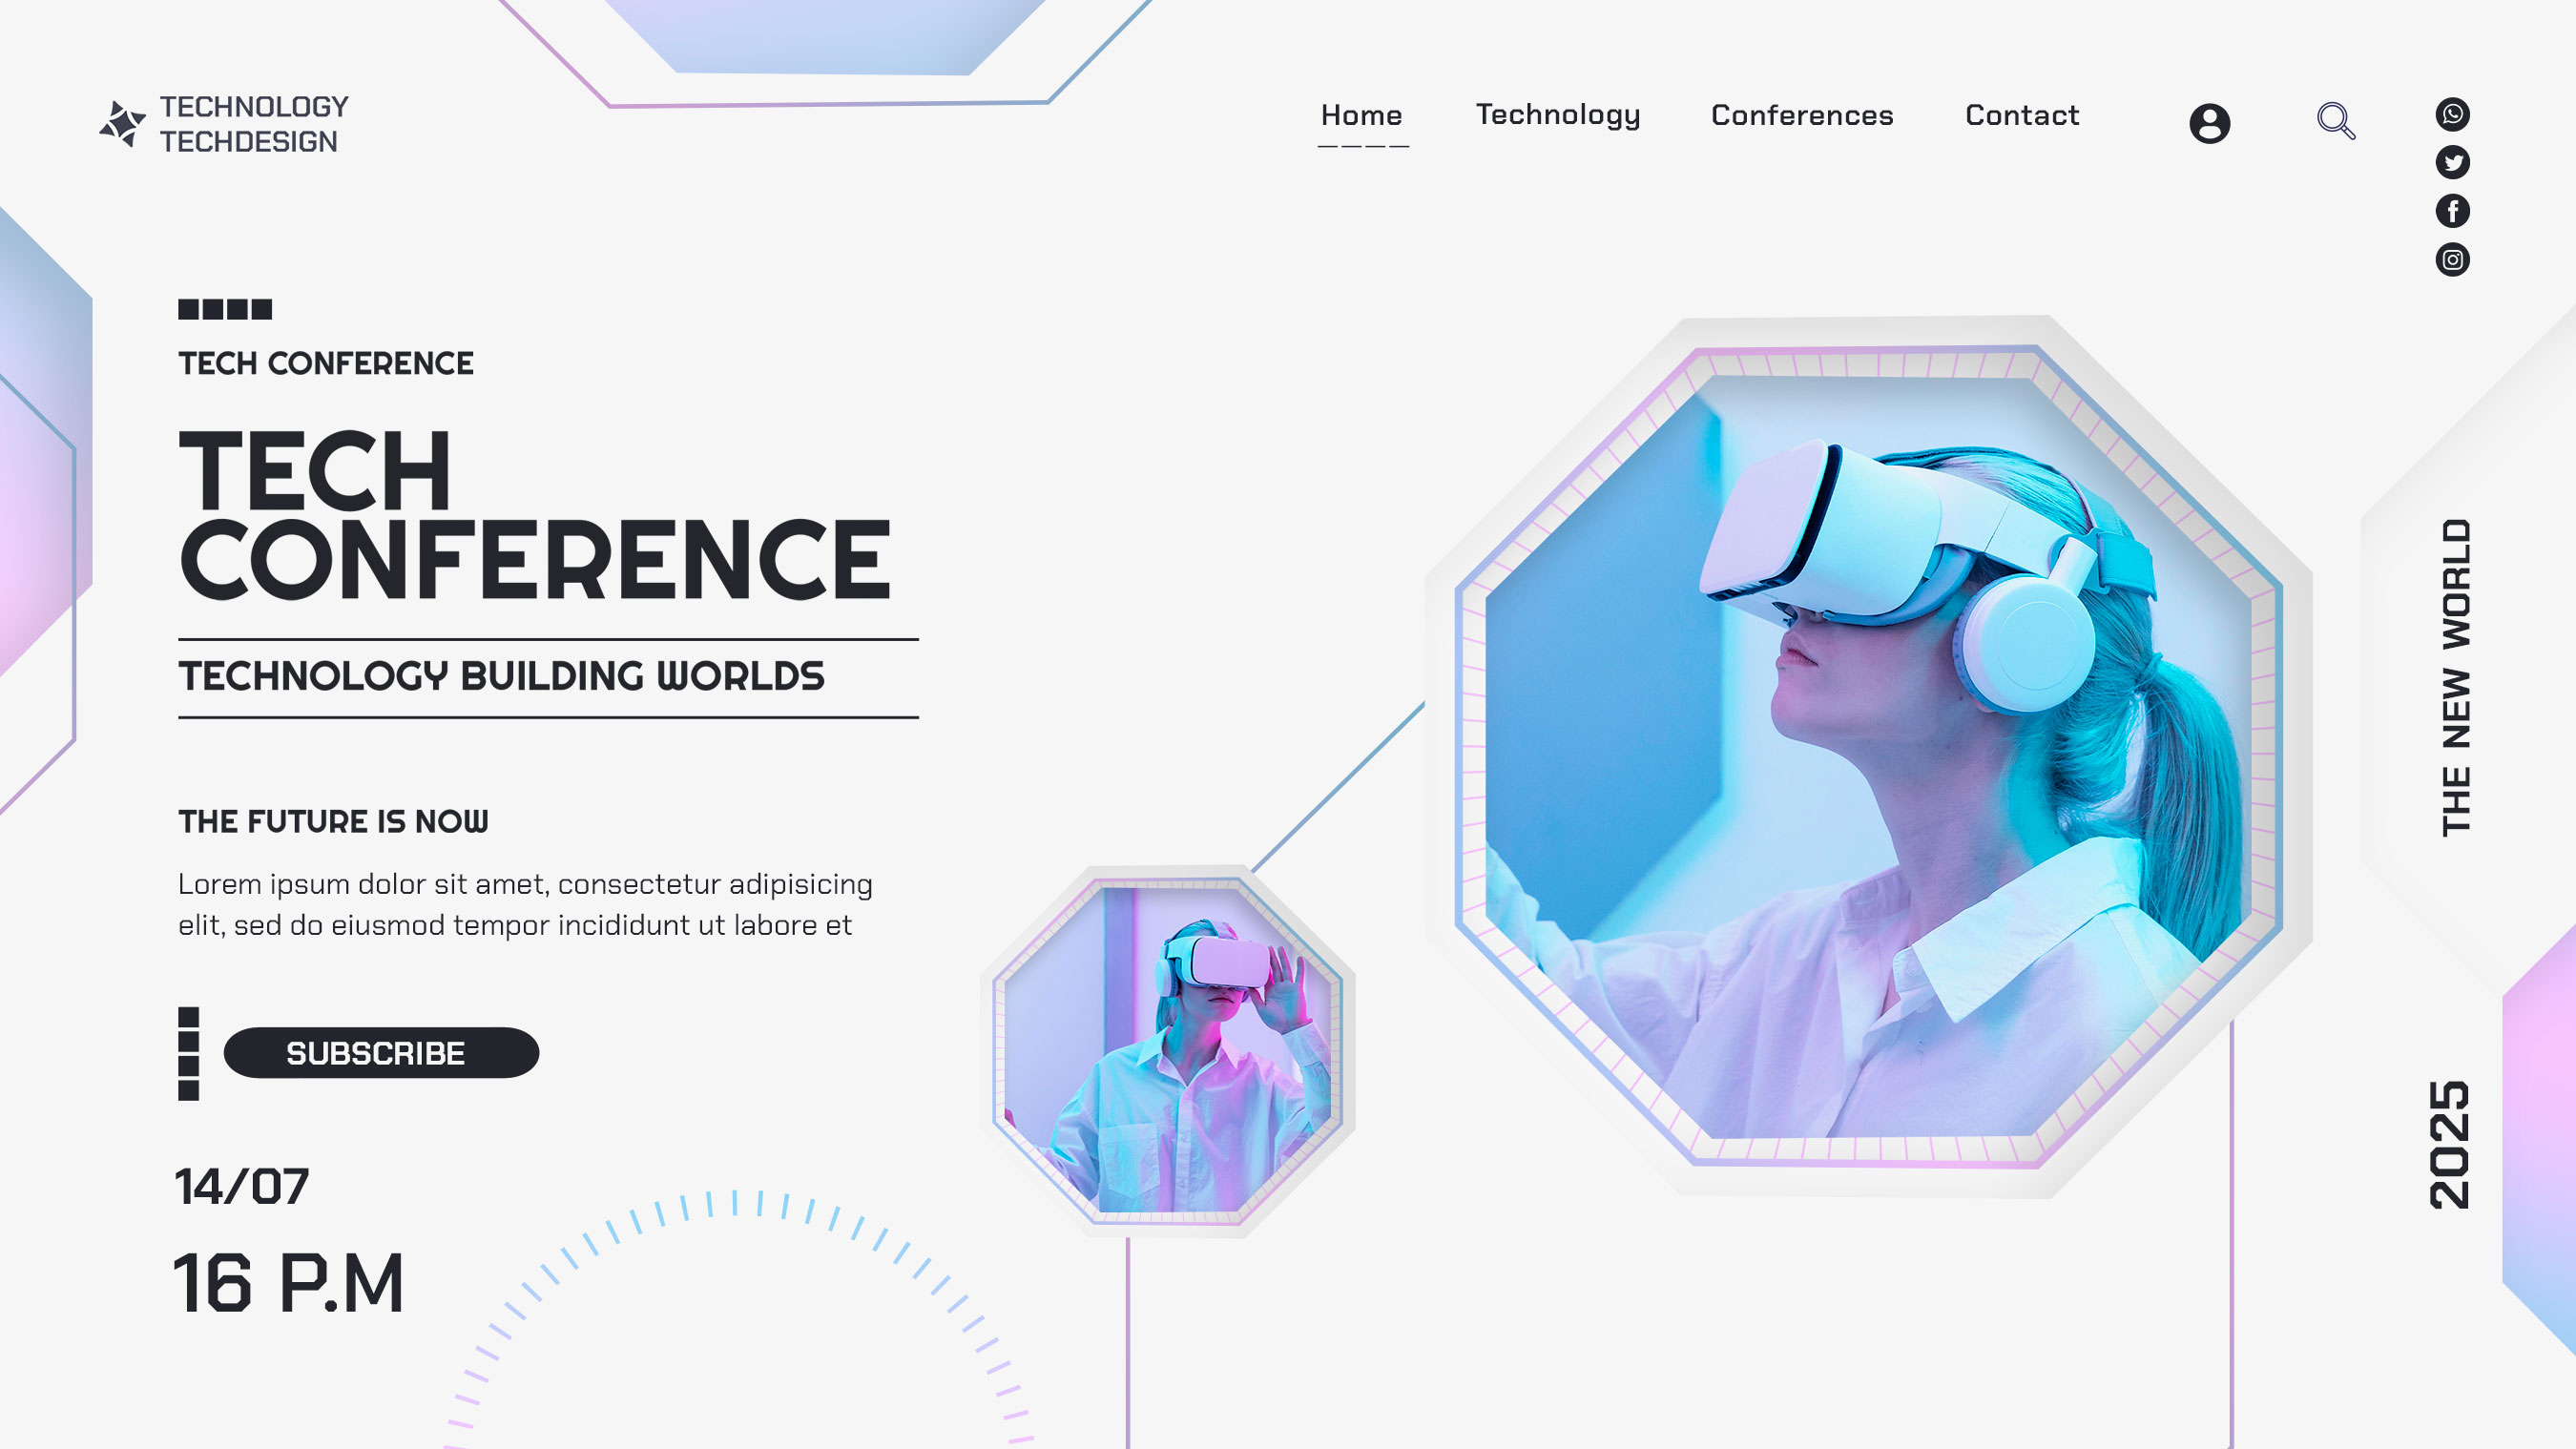 TECHNOLOGY
TECHDESIGN
Home
Technology
Conferences
Contact
TECH CONFERENCE
TECH
CONFERENCE
TECHNOLOGY BUILDING WORLDS
THE FUTURE IS NOW
Lorem ipsum dolor sit amet, consectetur adipisicing
elit, sed do eiusmod tempor incididunt ut labore et
SUBSCRIBE
14/07
16 P.M
THE NEW WORLD
2025